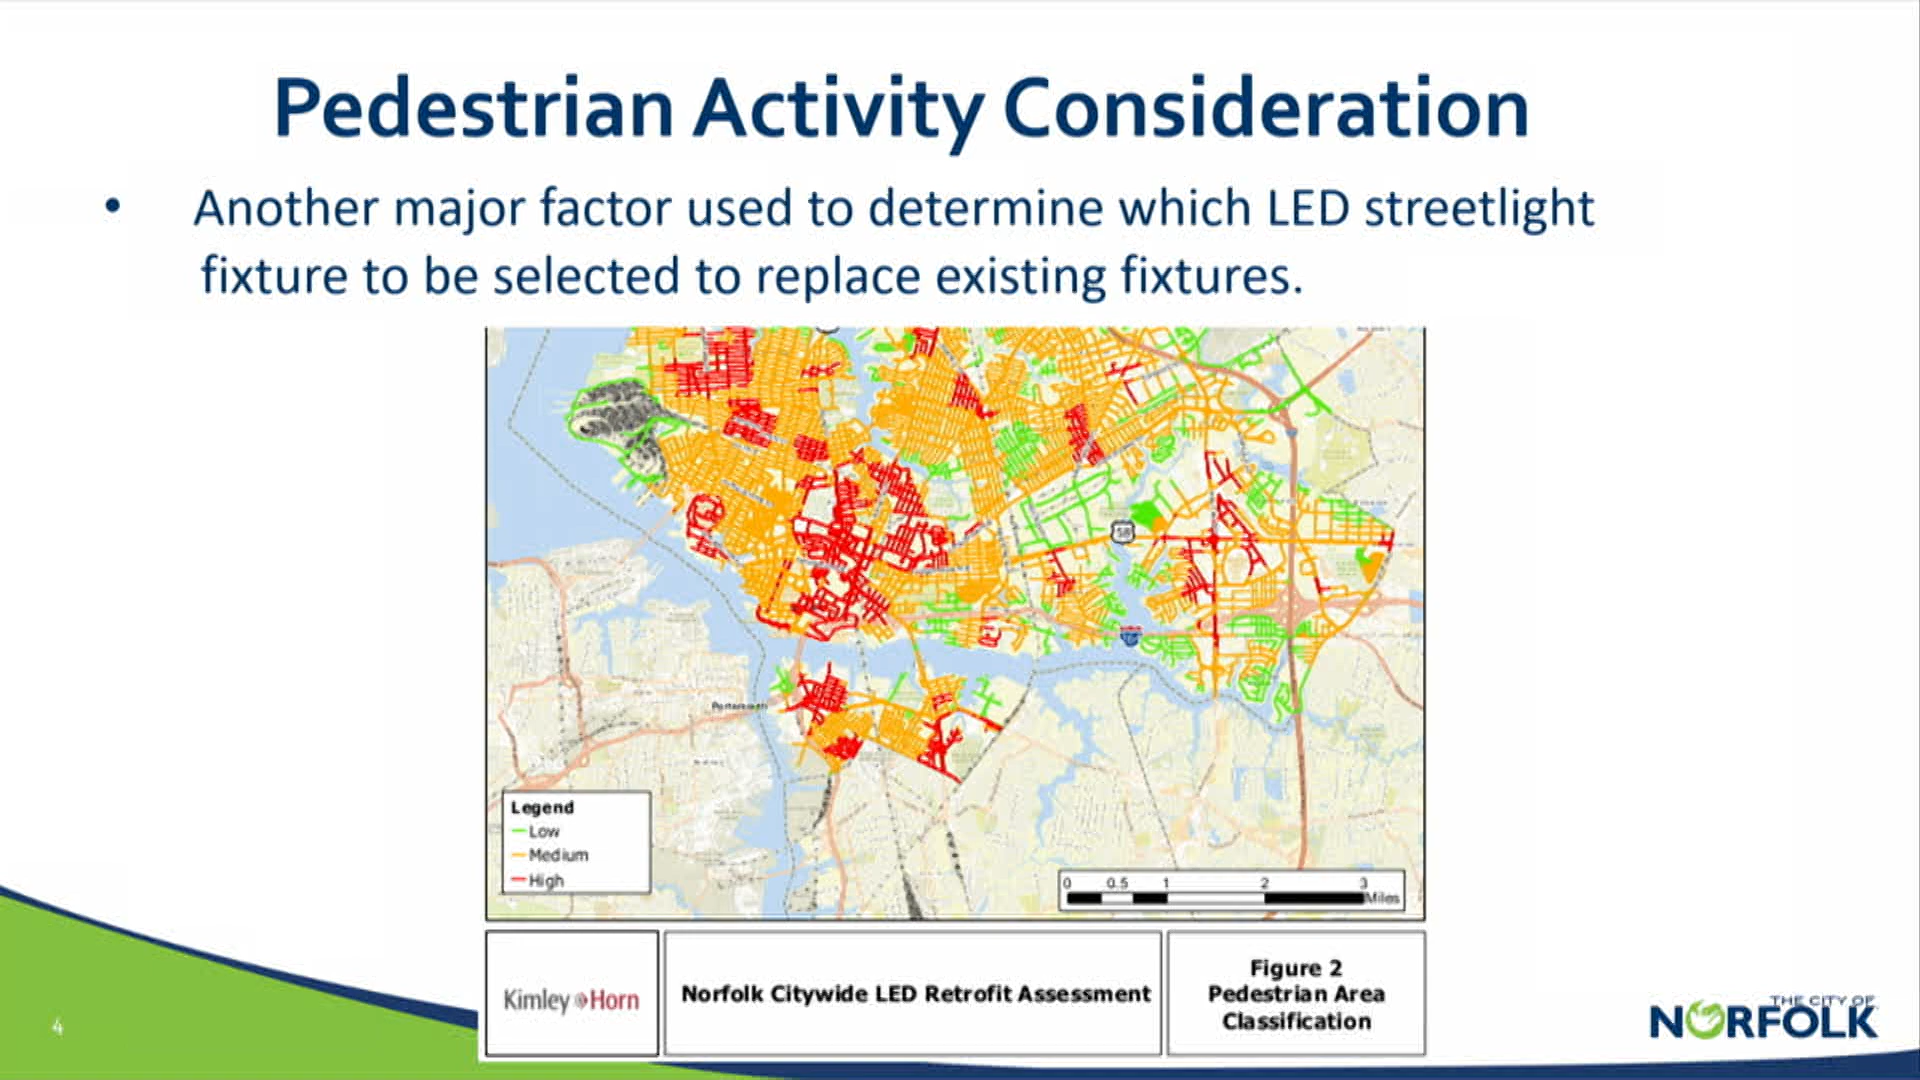 Pedestrian Activity Consideration
• Another major factor used to determine which LED streetlight
fixture to be selected to replace existing fixtures.
58
Portsmouth
Legend
Low
Medium
High
0 0.5 1 2 3
Miles
Kimley Horn
Norfolk Citywide LED Retrofit Assessment
Figure 2
Pedestrian Area
Classification
4
THE CITY OF
NORFOLK